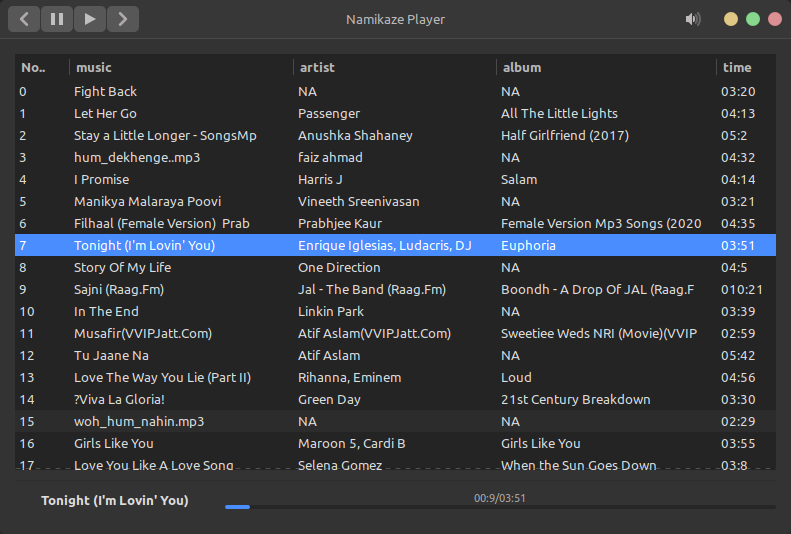 Namikaze Player
No.. music artist album time
0 Fight Back NA NA 03:20
1 Let Her Go Passenger All The Little Lights 04:13
2 Stay a Little Longer - SongsMp Anushka Shahaney Half Girlfriend (2017) 05:2
3 hum_dekhenge..mp3 faiz ahmad NA 04:32
4 I Promise Harris J Salam 04:14
5 Manikya Malaraya Poovi Vineeth Sreenivasan NA 03:21
6 Filhaal (Female Version) Prab Prabhjee Kaur Female Version Mp3 Songs (2020 04:35
7 Tonight (I'm Lovin' You) Enrique Iglesias, Ludacris, DJ Euphoria 03:51
8 Story Of My Life One Direction NA 04:5
9 Sajni (Raag.Fm) Jal - The Band (Raag.Fm) Boondh - A Drop Of JAL (Raag.F 010:21
10 In The End Linkin Park NA 03:39
11 Musafir(VVIPJatt.Com) Atif Aslam(VVIPJatt.Com) Sweetiee Weds NRI (Movie)(VVIP 02:59
12 Tu Jaane Na Atif Aslam NA 05:42
13 Love The Way You Lie (Part II) Rihanna, Eminem Loud 04:56
14 ?Viva La Gloria! Green Day 21st Century Breakdown 03:30
15 woh_hum_nahin.mp3 NA NA 02:29
16 Girls Like You Maroon 5, Cardi B Girls Like You 03:55
17 Love You Like A Love Song Selena Gomez When the Sun Goes Down 03:8
Tonight (I'm Lovin' You) 00:9/03:51